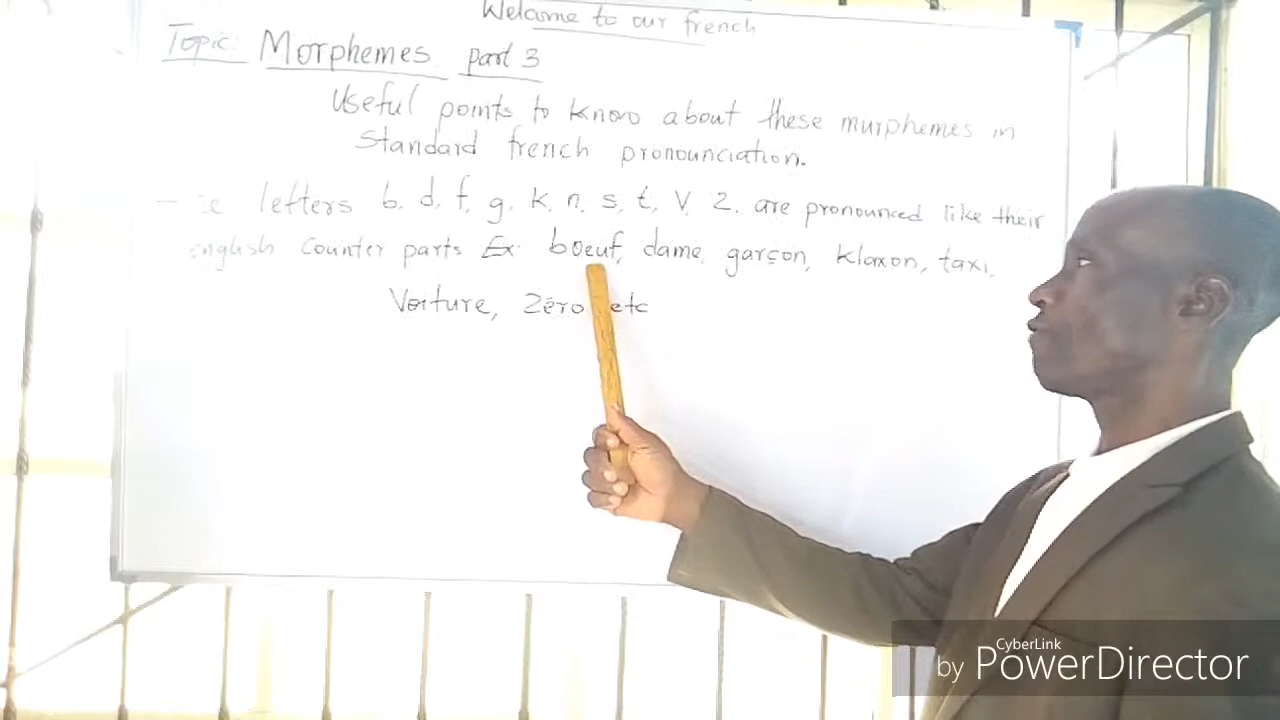 Welcome to our french
Topic: Morphemes part 3
Useful points to know about these murphemes in
Standard french pronounciation.
letters b, d, f, g, k, n, s, t, v, z, are pronounced like their
english counter parts Ex: boeuf, dame, garçon, klaxon, taxi,
Voiture, Zéro etc
CyberLink
by PowerDirector